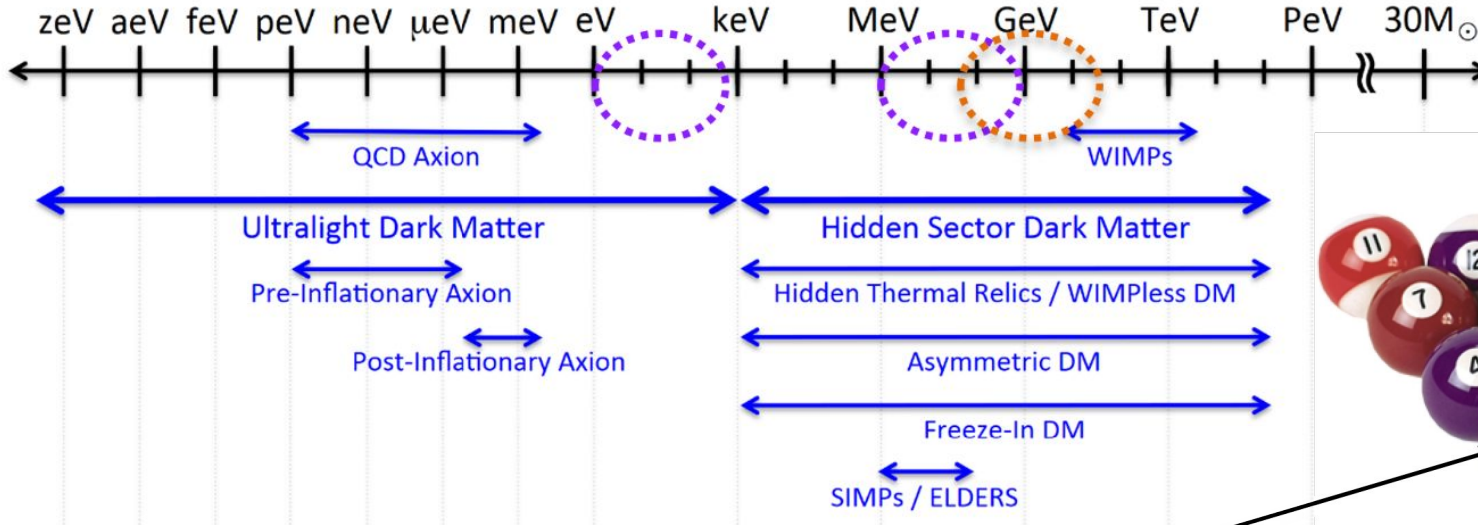 zeV aeV feV peV neV μeV meV eV keV MeV GeV TeV PeV 30M⊙
QCD Axion WIMPs
Ultralight Dark Matter Hidden Sector Dark Matter
Pre-Inflationary Axion Hidden Thermal Relics / WIMPless DM
Post-Inflationary Axion Asymmetric DM
Freeze-In DM
SIMPs / ELDERS
11
12
7
4